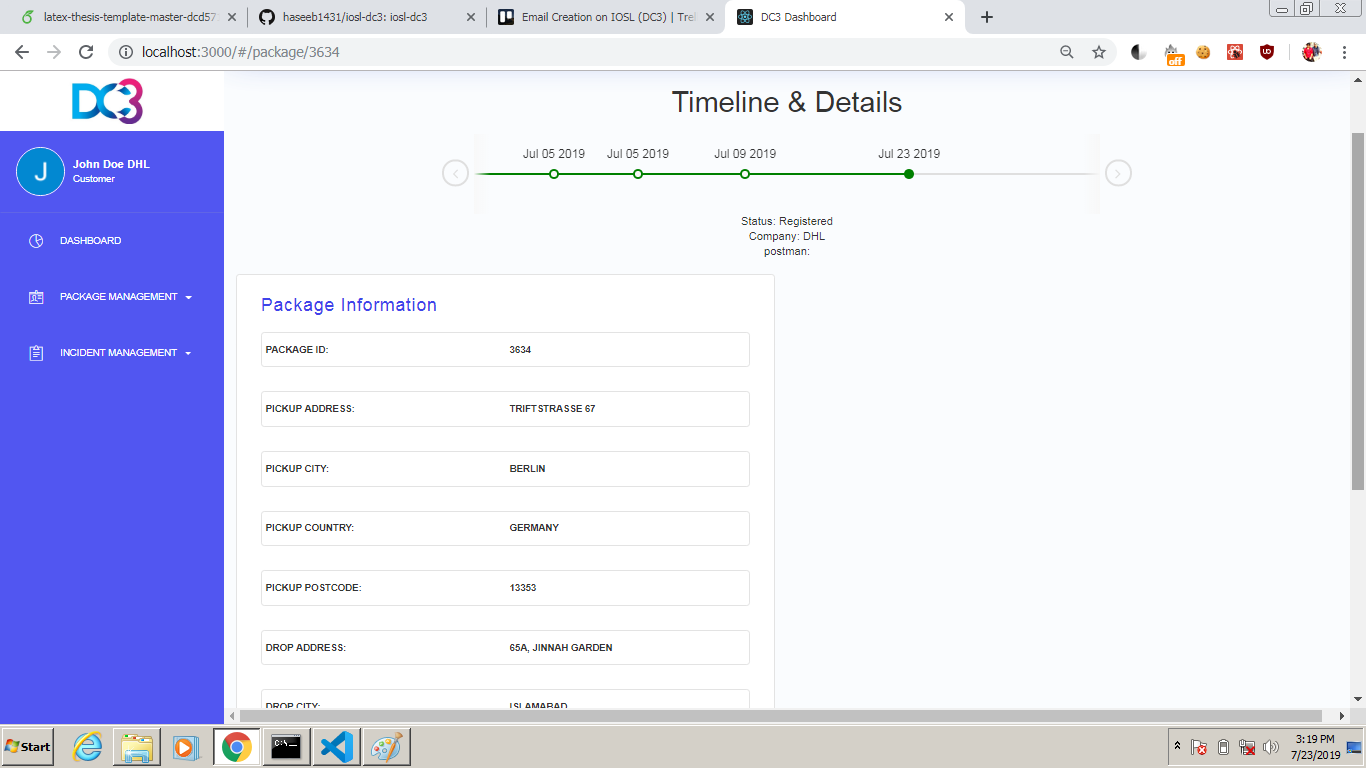 latex-thesis-template-master-dcd57
haseeb1431/iosl-dc3: iosl-dc3
Email Creation on IOSL (DC3) | Trel
DC3 Dashboard
localhost:3000/#/package/3634
off
DC3
Timeline & Details
J
John Doe DHL
Customer
Jul 05 2019
Jul 05 2019
Jul 09 2019
Jul 23 2019
Status: Registered
Company: DHL
postman:
DASHBOARD
PACKAGE MANAGEMENT
INCIDENT MANAGEMENT
Package Information
PACKAGE ID: 3634
PICKUP ADDRESS: TRIFTSTRASSE 67
PICKUP CITY: BERLIN
PICKUP COUNTRY: GERMANY
PICKUP POSTCODE: 13353
DROP ADDRESS: 65A, JINNAH GARDEN
DROP CITY: ISLAMABAD
Start
C:\
3:19 PM
7/23/2019